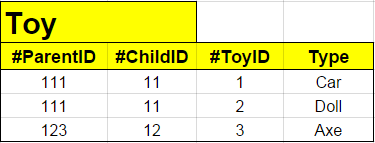 Toy
#ParentID #ChildID #ToyID Type
111 11 1 Car
111 11 2 Doll
123 12 3 Axe